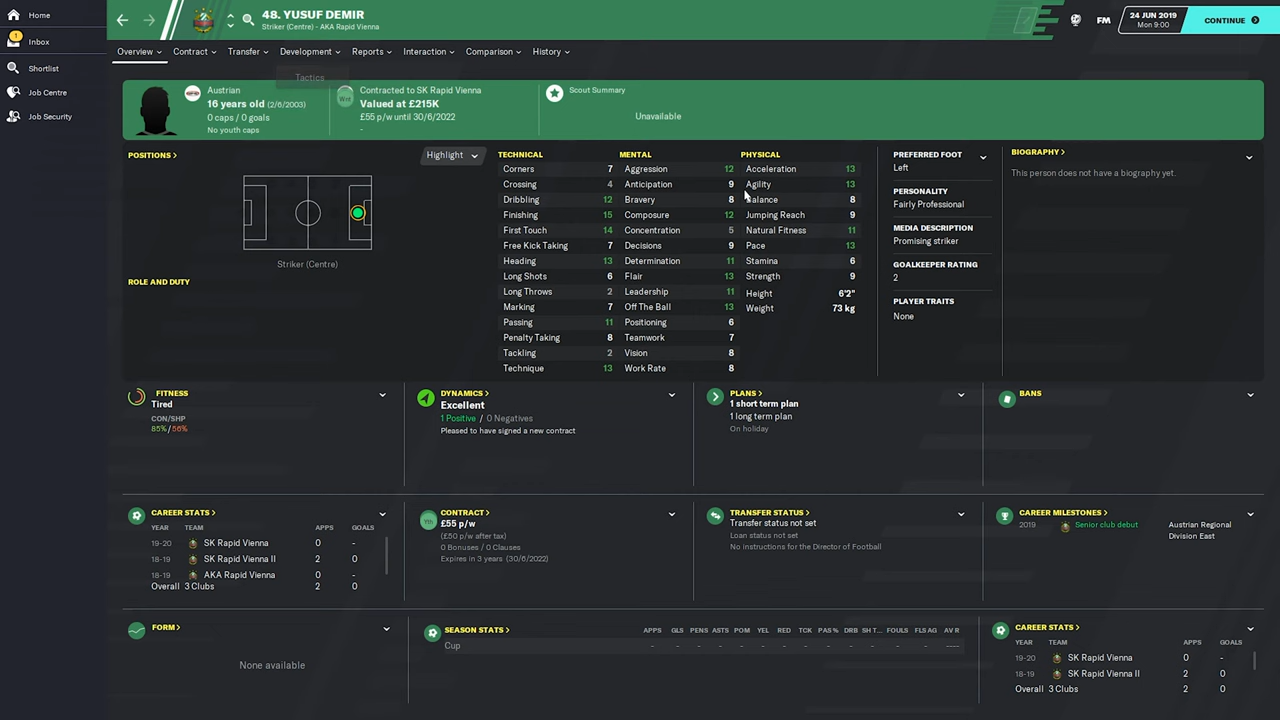 Home
Inbox
1
Shortlist
Job Centre
Job Security
48. YUSUF DEMIR
Striker (Centre) - AKA Rapid Vienna
FM
24 JUN 2019
Mon 9:00
CONTINUE
Overview
Contract
Transfer
Development
Reports
Interaction
Comparison
History
Tactics
Austrian
16 years old (2/6/2003)
0 caps / 0 goals
No youth caps
Wnt
Contracted to SK Rapid Vienna
Valued at £215K
£55 p/w until 30/6/2022
-
Scout Summary
Unavailable
POSITIONS >
Highlight
Striker (Centre)
ROLE AND DUTY
TECHNICAL
Corners 7
Crossing 4
Dribbling 12
Finishing 15
First Touch 14
Free Kick Taking 7
Heading 13
Long Shots 6
Long Throws 2
Marking 7
Passing 11
Penalty Taking 8
Tackling 2
Technique 13
MENTAL
Aggression 12
Anticipation 9
Bravery 8
Composure 12
Concentration 5
Decisions 9
Determination 11
Flair 13
Leadership 11
Off The Ball 13
Positioning 6
Teamwork 7
Vision 8
Work Rate 8
PHYSICAL
Acceleration 13
Agility 13
Balance 8
Jumping Reach 9
Natural Fitness 11
Pace 13
Stamina 6
Strength 9
Height 6'2"
Weight 73 kg
PREFERRED FOOT
Left
PERSONALITY
Fairly Professional
MEDIA DESCRIPTION
Promising striker
GOALKEEPER RATING
2
PLAYER TRAITS
None
BIOGRAPHY >
This person does not have a biography yet.
FITNESS >
Tired
CON/SHP
85%/56%
DYNAMICS >
Excellent
1 Positive / 0 Negatives
Pleased to have signed a new contract
PLANS >
1 short term plan
1 long term plan
On holiday
BANS
CAREER STATS >
YEAR TEAM APPS GOALS
19-20 SK Rapid Vienna 0 -
18-19 SK Rapid Vienna II 2 0
18-19 AKA Rapid Vienna 0 -
Overall 3 Clubs 2 0
Yth
CONTRACT >
£55 p/w
(£50 p/w after tax)
0 Bonuses / 0 Clauses
Expires in 3 years (30/6/2022)
TRANSFER STATUS >
Transfer status not set
Loan status not set
No instructions for the Director of Football
CAREER MILESTONES >
2019 Senior club debut Austrian Regional
Division East
FORM >
None available
SEASON STATS >
APPS GLS PENS ASTS POM YEL RED TCK PAS % DRB SH T... FOULS FLS AG AV R
Cup - - - - - - - - - - - - - ----
CAREER STATS >
YEAR TEAM APPS GOALS
19-20 SK Rapid Vienna 0 -
18-19 SK Rapid Vienna II 2 0
Overall 3 Clubs 2 0